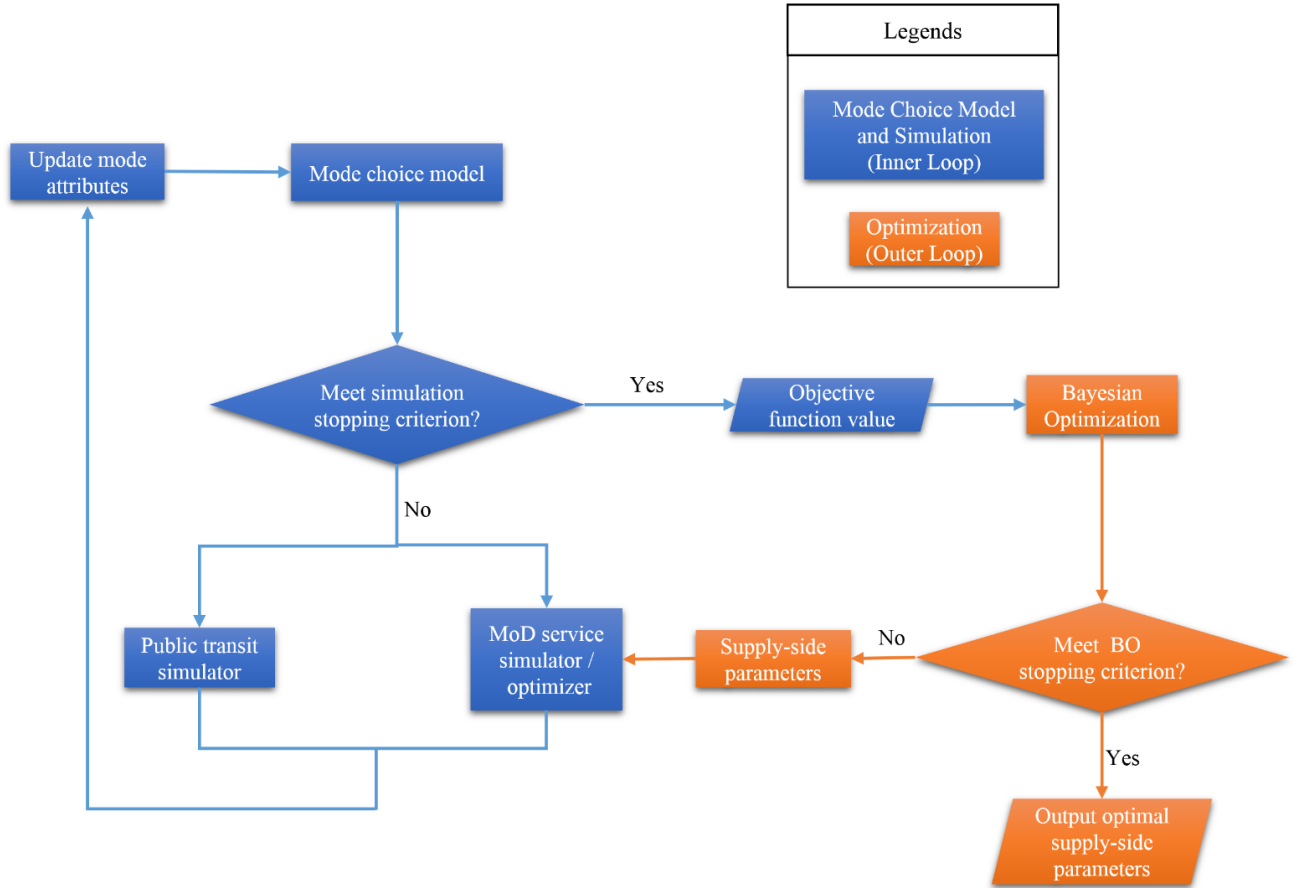 Legends
Mode Choice Model
and Simulation
(Inner Loop)
Optimization
(Outer Loop)
Update mode
attributes
Mode choice model
Meet simulation
stopping criterion?
Yes
Objective
function value
Bayesian
Optimization
No
Public transit
simulator
MoD service
simulator /
optimizer
Supply-side
parameters
No
Meet BO
stopping criterion?
Yes
Output optimal
supply-side
parameters